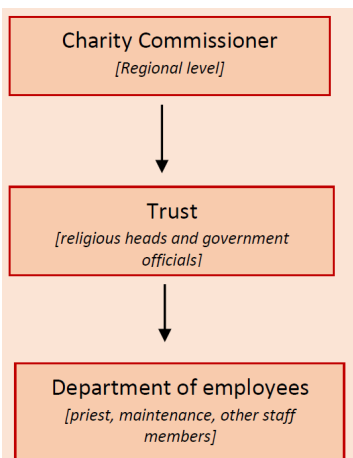 Charity Commissioner
[Regional level]
Trust
[religious heads and government
officials]
Department of employees
[priest, maintenance, other staff
members]